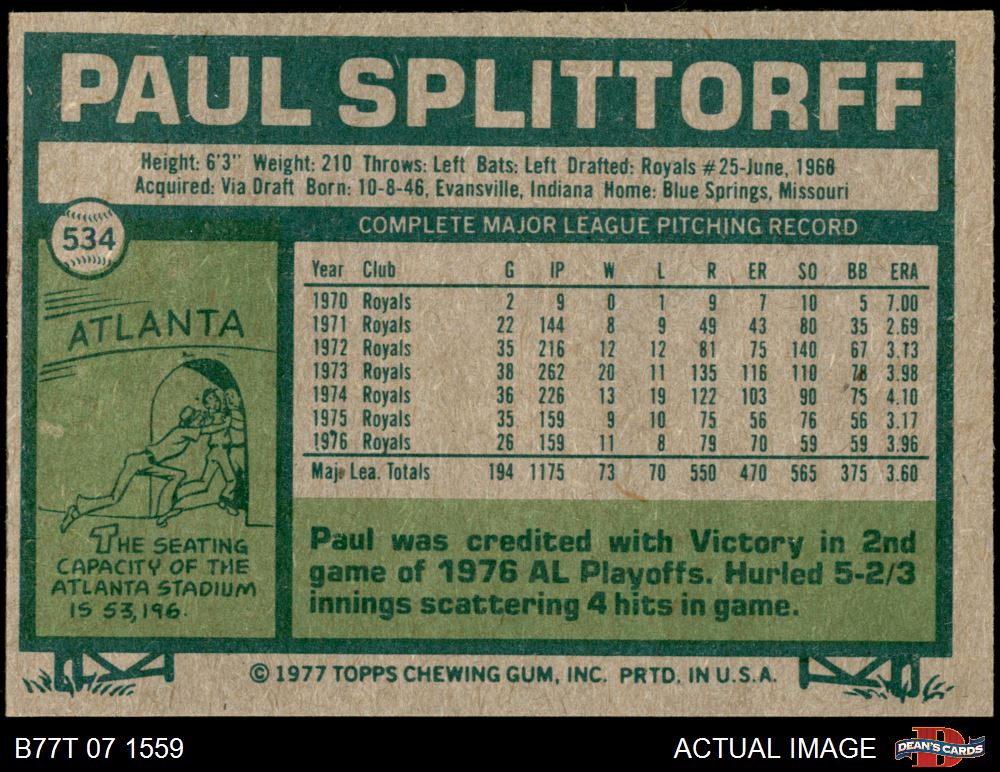 PAUL SPLITTORFF
Height: 6'3" Weight: 210 Throws: Left Bats: Left Drafted: Royals #25-June, 1968
Acquired: Via Draft Born: 10-8-46, Evansville, Indiana Home: Blue Springs, Missouri
534
COMPLETE MAJOR LEAGUE PITCHING RECORD
Year Club G IP W L R ER SO BB ERA
1970 Royals 2 9 0 1 9 7 10 5 7.00
1971 Royals 22 144 8 9 49 43 80 35 2.69
1972 Royals 35 216 12 12 81 75 140 67 3.13
1973 Royals 38 262 20 11 135 116 110 78 3.98
1974 Royals 36 226 13 19 122 103 90 75 4.10
1975 Royals 35 159 9 10 75 56 76 56 3.17
1976 Royals 26 159 11 8 79 70 59 59 3.96
Maj. Lea. Totals 194 1175 73 70 550 470 565 375 3.60
ATLANTA
THE SEATING
CAPACITY OF THE
ATLANTA STADIUM
IS 53,196.
Paul was credited with Victory in 2nd
game of 1976 AL Playoffs. Hurled 5-2/3
innings scattering 4 hits in game.
© 1977 TOPPS CHEWING GUM, INC. PRTD. IN U.S.A.
B77T 07 1559
ACTUAL IMAGE
DEAN'S CARDS